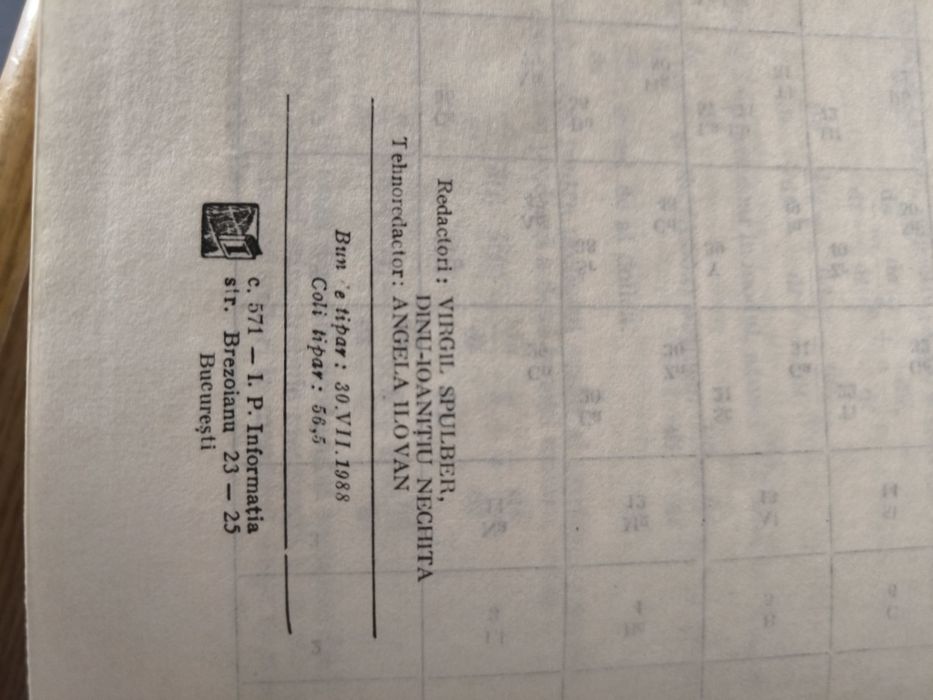 Redactori: VIRGIL SPULBER,
DINU-IOANIȚIU NEGHITA
Tehnoredactor: ANGELA ILOVAN
Bun de tipar: 30.VII.1988
Coli tipar: 56,5
c. 571 — I. P. Informația
str. Brezoianu 23 — 25
București